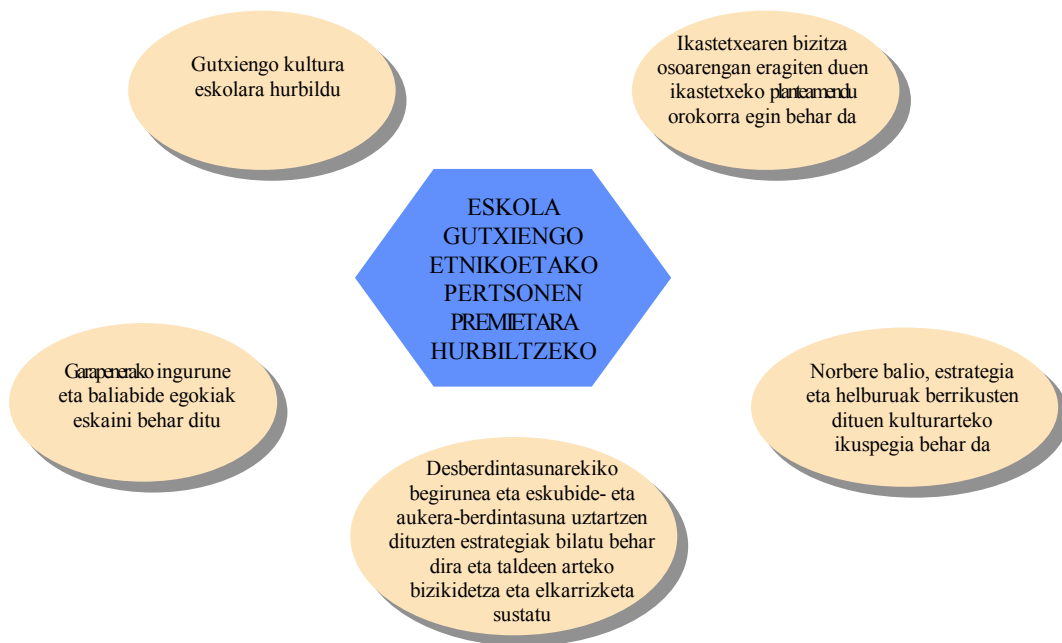 Gutxiengo kultura
eskolara hurbildu
Ikastetxearen bizitza
osoarengan eragiten duen
ikastetxeko planteamendu
orokorra egin behar da
ESKOLA
GUTXIENGO
ETNIKOETAKO
PERTSONEN
PREMIETARA
HURBILTZEKO
Garapenerako ingurune
eta baliabide egokiak
eskaini behar ditu
Norbere balio, estrategia
eta helburuak berrikusten
dituen kulturarteko
ikuspegia behar da
Desberdintasunarekiko
begirunea eta eskubide- eta
aukera-berdintasuna uztartzen
dituzten estrategiak bilatu behar
dira eta taldeen arteko
bizikidetza eta elkarrizketa
sustatu